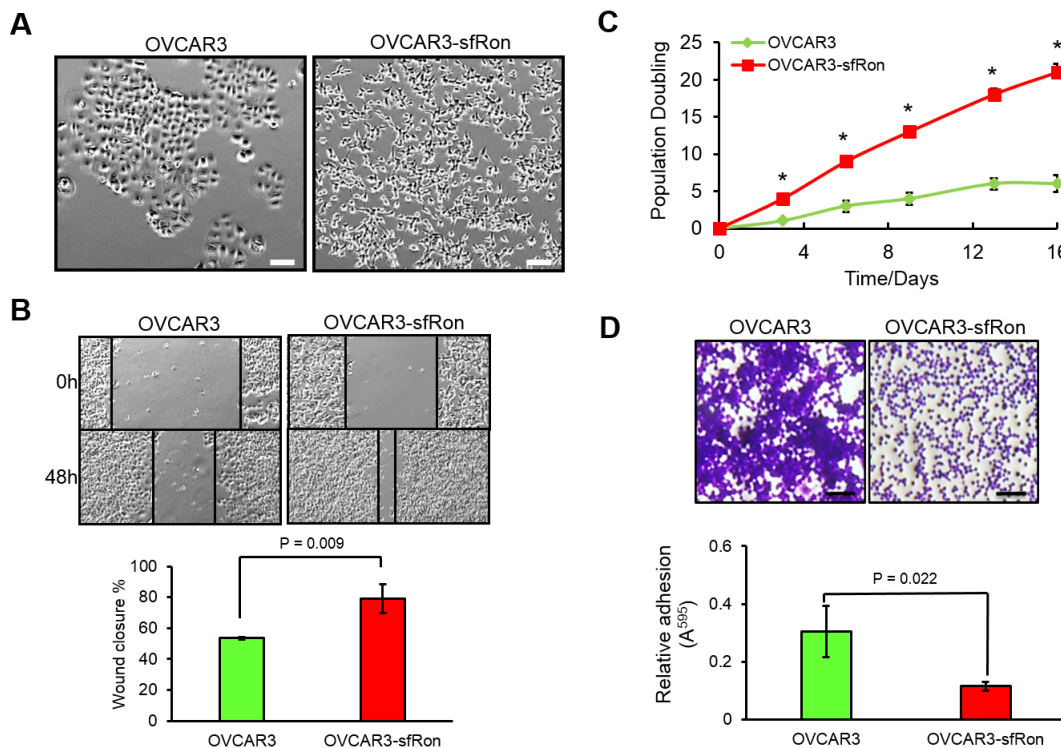 A
OVCAR3
OVCAR3-sfRon
B
OVCAR3
OVCAR3-sfRon
0h
48h
P = 0.009
Wound closure %
100
80
60
40
20
0
OVCAR3
OVCAR3-sfRon
C
OVCAR3
OVCAR3-sfRon
Population Doubling
25
20
15
10
5
0
*
*
*
*
*
0
4
8
12
16
Time/Days
D
OVCAR3
OVCAR3-sfRon
P = 0.022
Relative adhesion
(A⁵⁹⁵)
0.6
0.4
0.2
0
OVCAR3
OVCAR3-sfRon